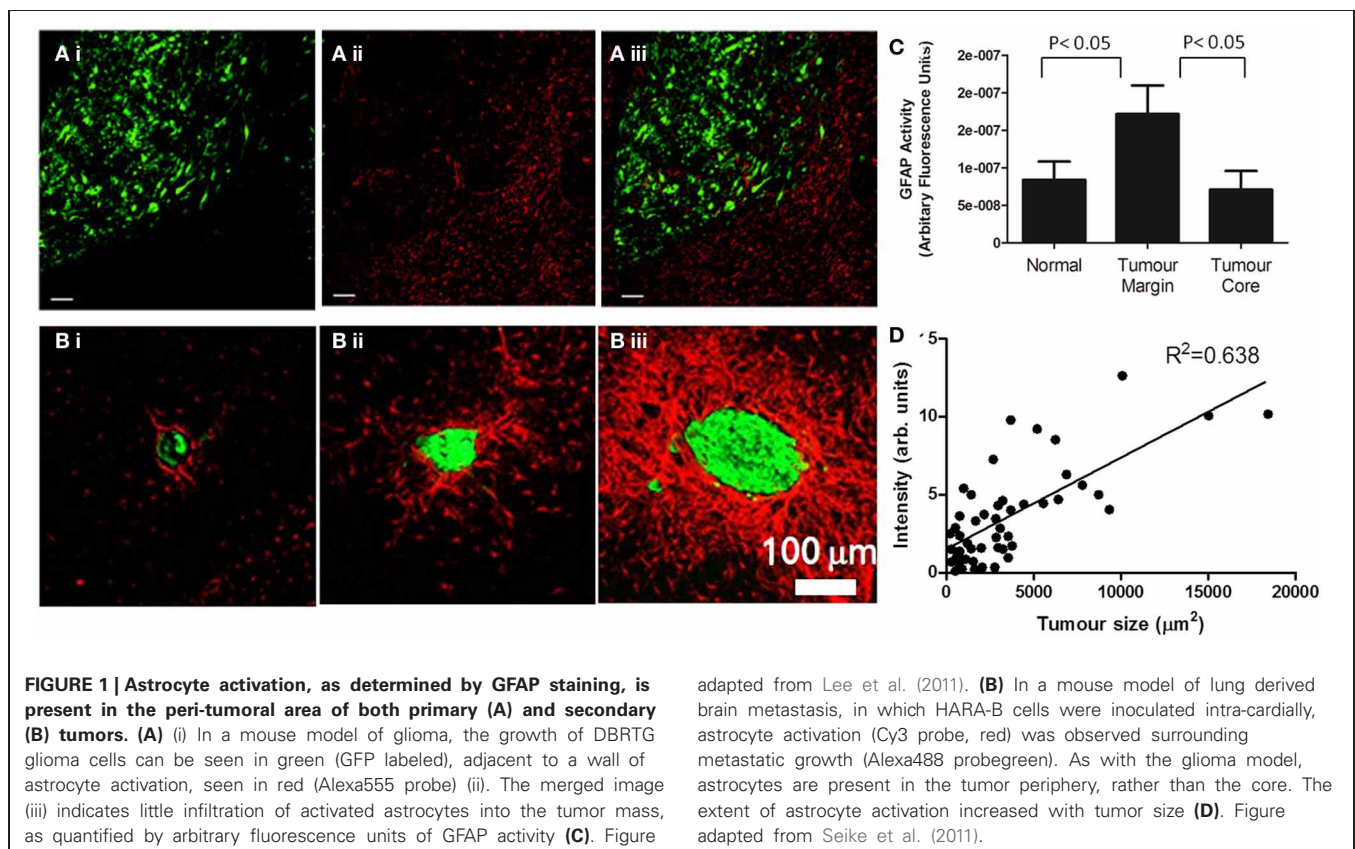 A i
A ii
A iii
B i
B ii
B iii
100 µm
C
P< 0.05
P< 0.05
GFAP Activity
(Arbitary Fluorescence Units)
2e-007
2e-007
2e-007
1e-007
5e-008
0
Normal
Tumour
Margin
Tumour
Core
D
R²=0.638
Intensity (arb. units)
15
10
5
0
0
5000
10000
15000
20000
Tumour size (µm²)
FIGURE 1 | Astrocyte activation, as determined by GFAP staining, is
present in the peri-tumoral area of both primary (A) and secondary
(B) tumors. (A) (i) In a mouse model of glioma, the growth of DBRTG
glioma cells can be seen in green (GFP labeled), adjacent to a wall of
astrocyte activation, seen in red (Alexa555 probe) (ii). The merged image
(iii) indicates little infiltration of activated astrocytes into the tumor mass,
as quantified by arbitrary fluorescence units of GFAP activity (C). Figure
adapted from Lee et al. (2011). (B) In a mouse model of lung derived
brain metastasis, in which HARA-B cells were inoculated intra-cardially,
astrocyte activation (Cy3 probe, red) was observed surrounding
metastatic growth (Alexa488 probegreen). As with the glioma model,
astrocytes are present in the tumor periphery, rather than the core. The
extent of astrocyte activation increased with tumor size (D). Figure
adapted from Seike et al. (2011).